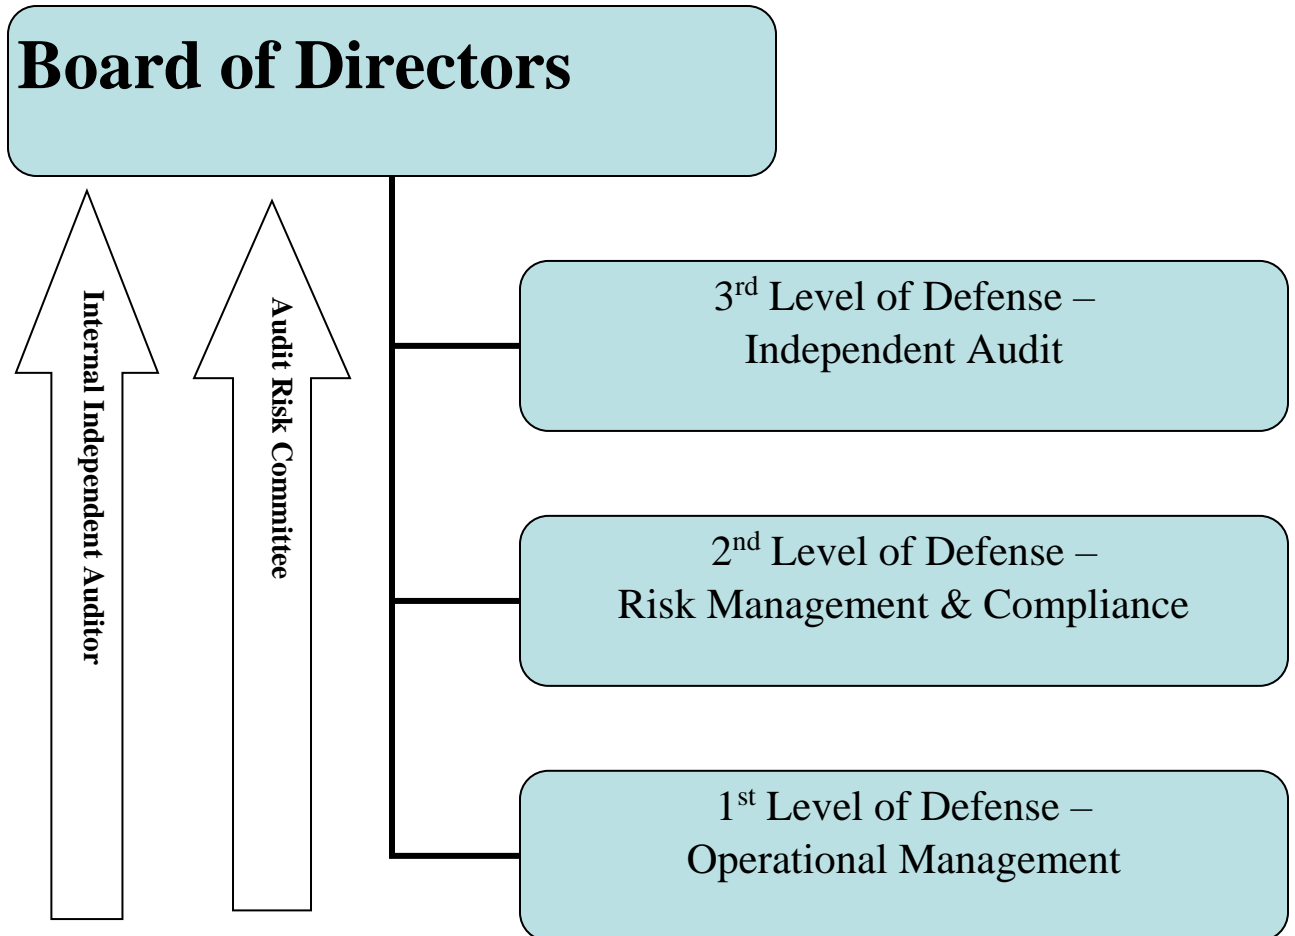 Board of Directors
Internal Independent Auditor
Audit Risk Committee
3rd Level of Defense –
Independent Audit
2nd Level of Defense –
Risk Management & Compliance
1st Level of Defense –
Operational Management